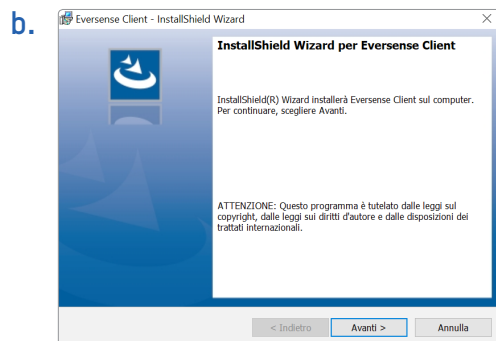 b.
Eversense Client - InstallShield Wizard
InstallShield Wizard per Eversense Client
InstallShield(R) Wizard installerà Eversense Client sul computer.
Per continuare, scegliere Avanti.
ATTENZIONE: Questo programma è tutelato dalle leggi sul
copyright, dalle leggi sui diritti d'autore e dalle disposizioni dei
trattati internazionali.
< Indietro
Avanti >
Annulla